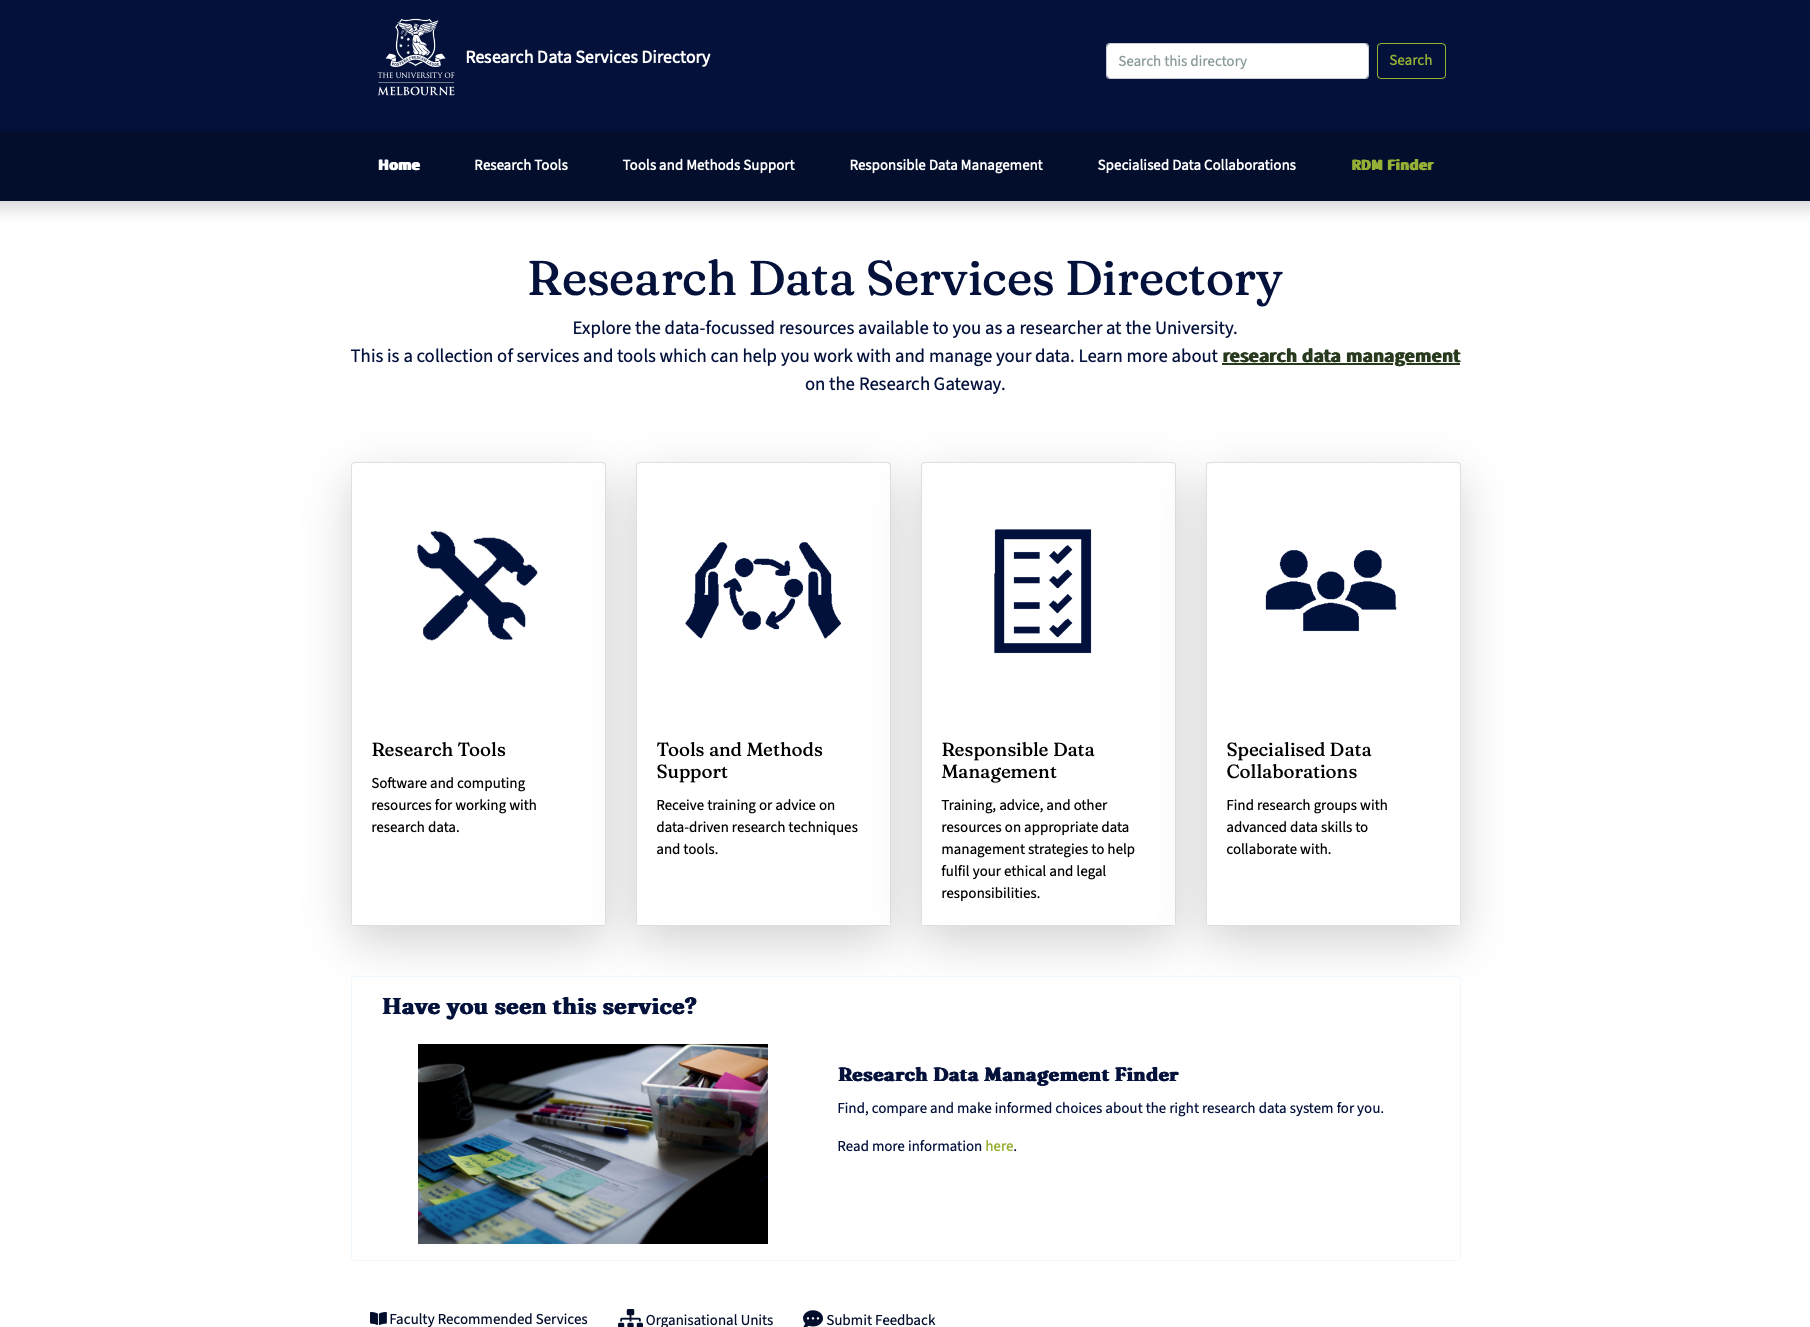 THE UNIVERSITY OF
MELBOURNE
Research Data Services Directory
Search this directory
Search
Home
Research Tools
Tools and Methods Support
Responsible Data Management
Specialised Data Collaborations
RDM Finder
Research Data Services Directory
Explore the data-focussed resources available to you as a researcher at the University.
This is a collection of services and tools which can help you work with and manage your data. Learn more about research data management
on the Research Gateway.
Research Tools
Software and computing
resources for working with
research data.
Tools and Methods
Support
Receive training or advice on
data-driven research techniques
and tools.
Responsible Data
Management
Training, advice, and other
resources on appropriate data
management strategies to help
fulfil your ethical and legal
responsibilities.
Specialised Data
Collaborations
Find research groups with
advanced data skills to
collaborate with.
Have you seen this service?
Research Data Management Finder
Find, compare and make informed choices about the right research data system for you.
Read more information here.
Faculty Recommended Services
Organisational Units
Submit Feedback